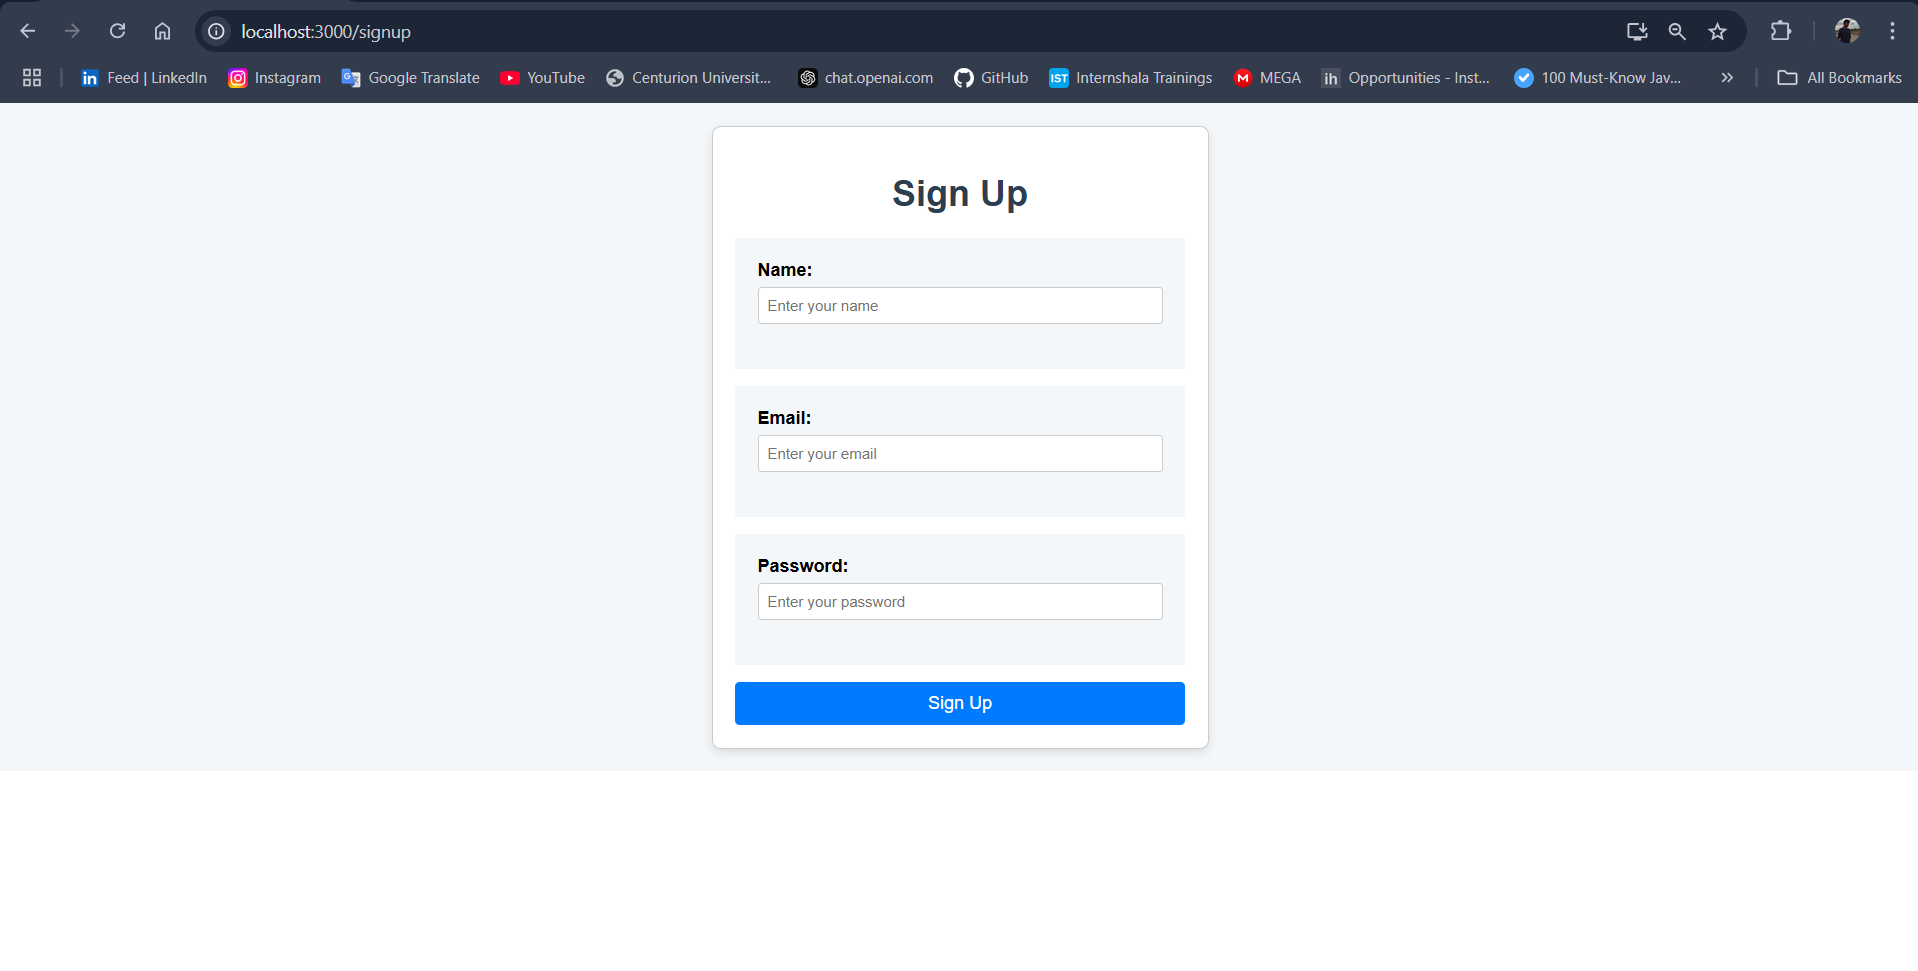 localhost:3000/signup
Feed | LinkedIn Instagram Google Translate YouTube Centurion Universit... chat.openai.com GitHub IST Internshala Trainings M MEGA ih Opportunities - Inst... 100 Must-Know Jav... » All Bookmarks
Sign Up
Name:
Enter your name
Email:
Enter your email
Password:
Enter your password
Sign Up